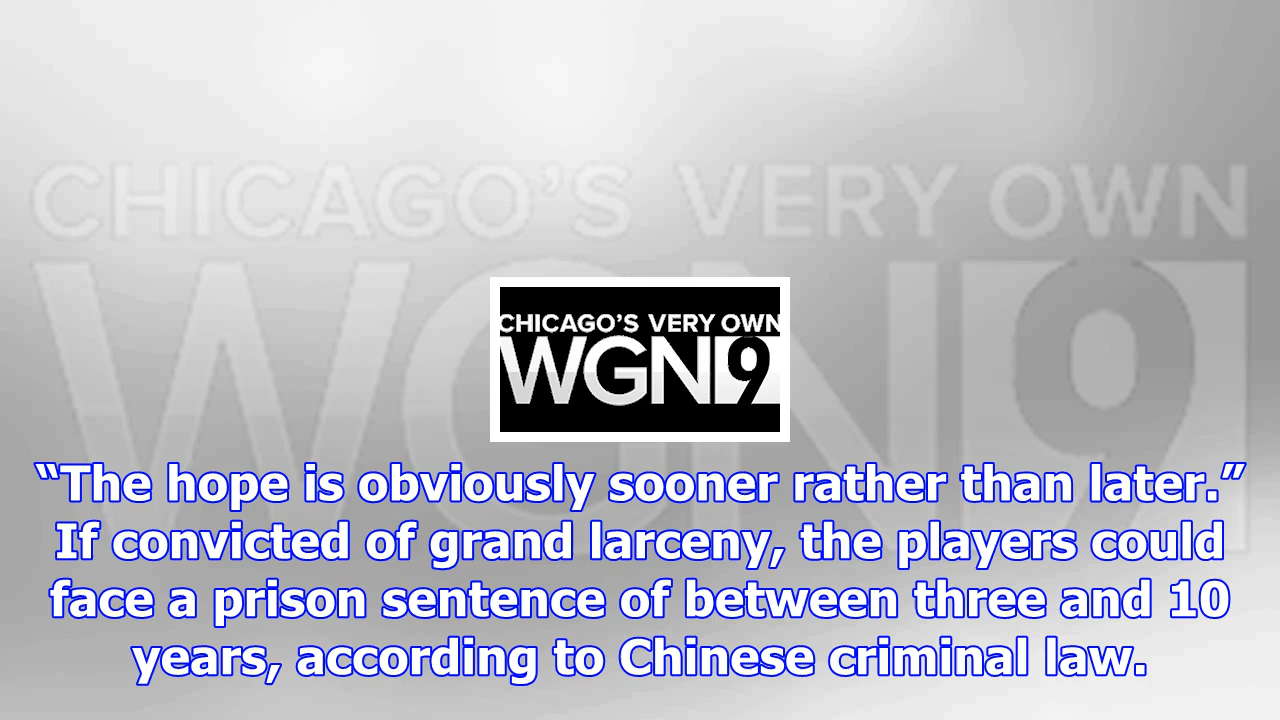 CHICAGO’S VERY OWN
WGN9
CHICAGO’S VERY OWN
WGN9
“The hope is obviously sooner rather than later.”
If convicted of grand larceny, the players could
face a prison sentence of between three and 10
years, according to Chinese criminal law.